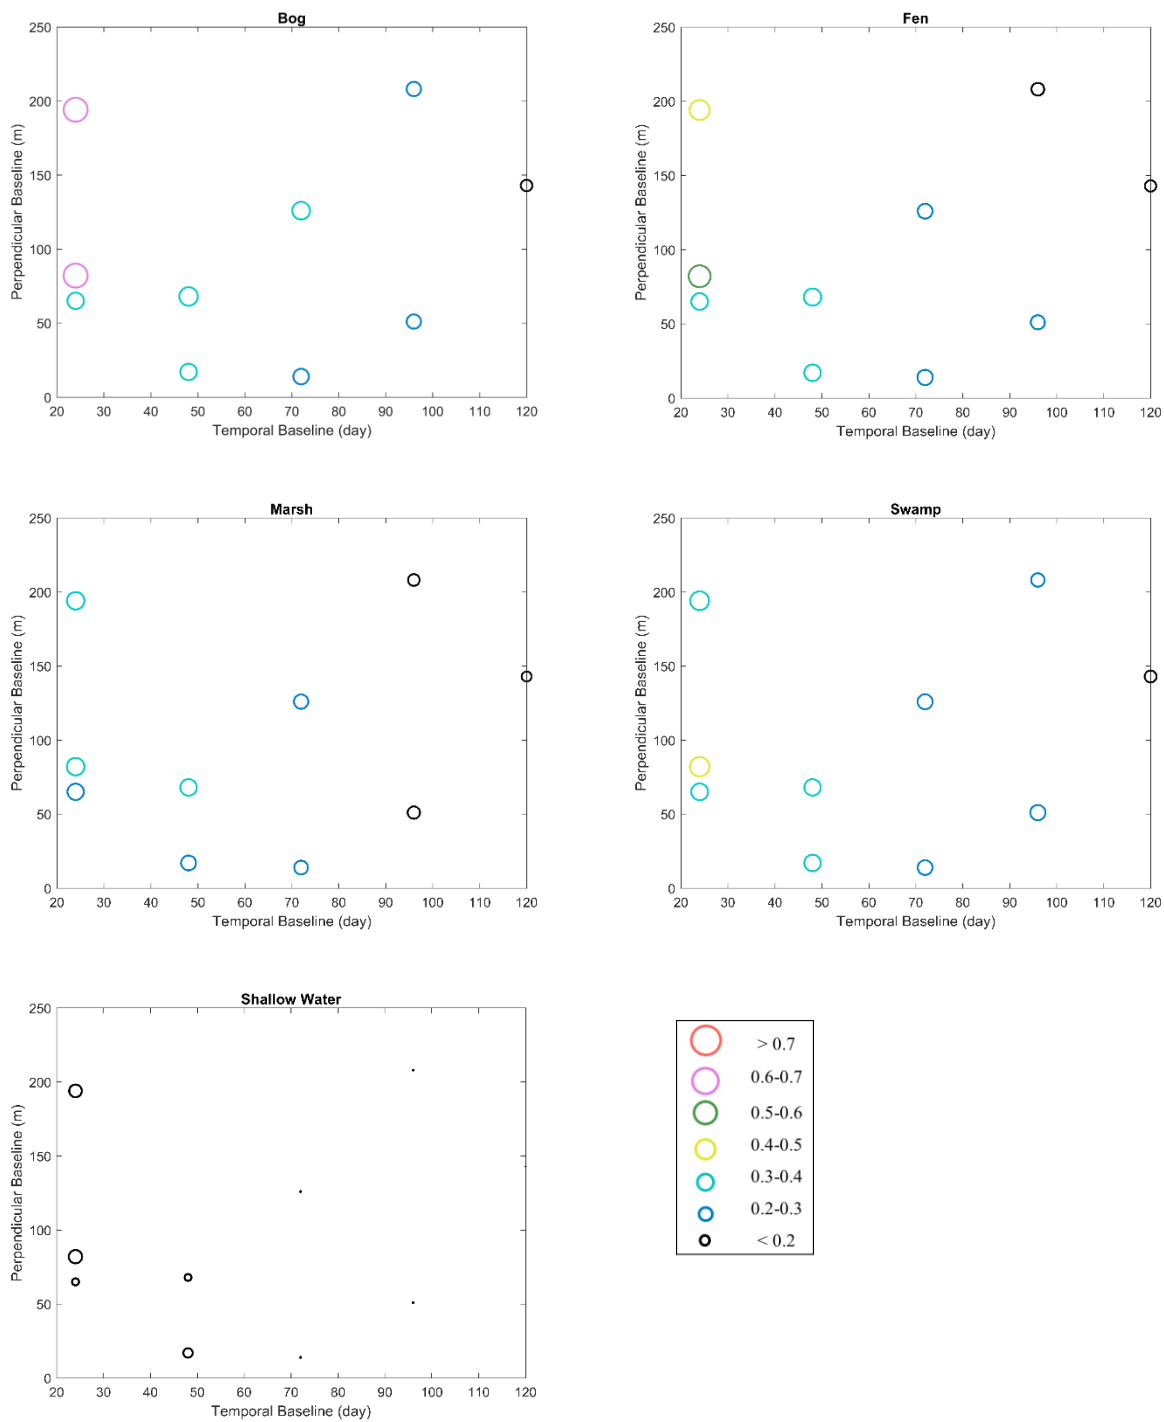 Bog
250
200
150
100
50
0
Perpendicular Baseline (m)
20 30 40 50 60 70 80 90 100 110 120
Temporal Baseline (day)
Fen
250
200
150
100
50
0
Perpendicular Baseline (m)
20 30 40 50 60 70 80 90 100 110 120
Temporal Baseline (day)
Marsh
250
200
150
100
50
0
Perpendicular Baseline (m)
20 30 40 50 60 70 80 90 100 110 120
Temporal Baseline (day)
Swamp
250
200
150
100
50
0
Perpendicular Baseline (m)
20 30 40 50 60 70 80 90 100 110 120
Temporal Baseline (day)
Shallow Water
250
200
150
100
50
0
Perpendicular Baseline (m)
20 30 40 50 60 70 80 90 100 110 120
Temporal Baseline (day)
> 0.7
0.6-0.7
0.5-0.6
0.4-0.5
0.3-0.4
0.2-0.3
< 0.2